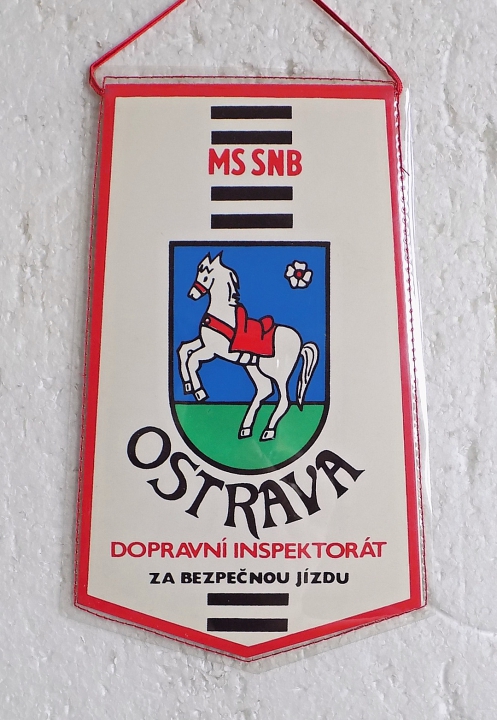 MS SNB
OSTRAVA
DOPRAVNÍ INSPEKTORÁT
ZA BEZPEČNOU JÍZDU